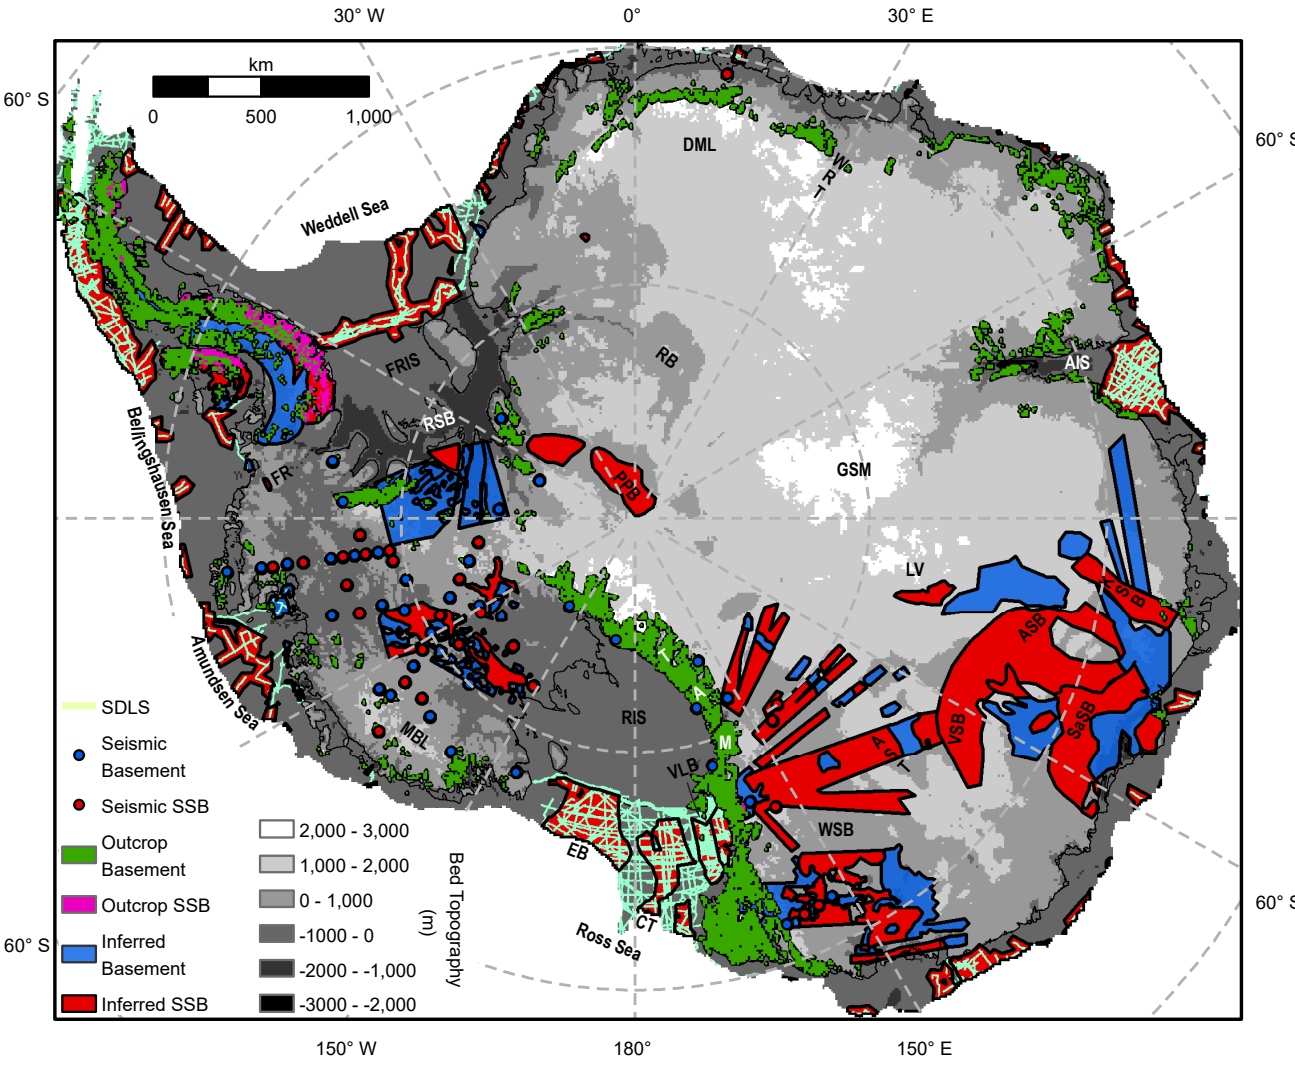 30° W
0°
30° E
60° S
km
0
500
1,000
60° S
Weddell Sea
DML
WRT
FRIS
RB
AIS
RSB
Bellingshausen Sea
FR
PPB
GSM
LV
KSB
ASB
P
T
A
M
Amundsen Sea
MBL
RIS
VLB
AST
VSB
SaSB
WSB
EB
CT
Ross Sea
SDLS
Seismic
Basement
Seismic SSB
Outcrop
Basement
Outcrop SSB
Inferred
Basement
Inferred SSB
2,000 - 3,000
1,000 - 2,000
0 - 1,000
-1000 - 0
-2000 - -1,000
-3000 - -2,000
Bed Topography
(m)
60° S
60° S
150° W
180°
150° E